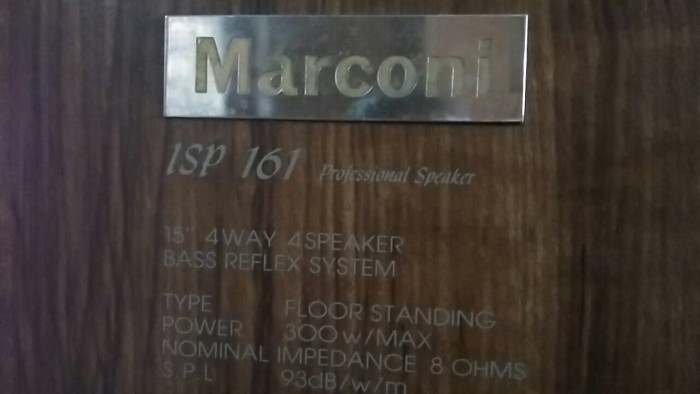 Marconi
ISP 161 Professional Speaker
15" 4WAY 4SPEAKER
BASS REFLEX SYSTEM
TYPE FLOOR STANDING
POWER 300w/MAX
NOMINAL IMPEDANCE 8 OHMS
S.P.L 93dB/w/m